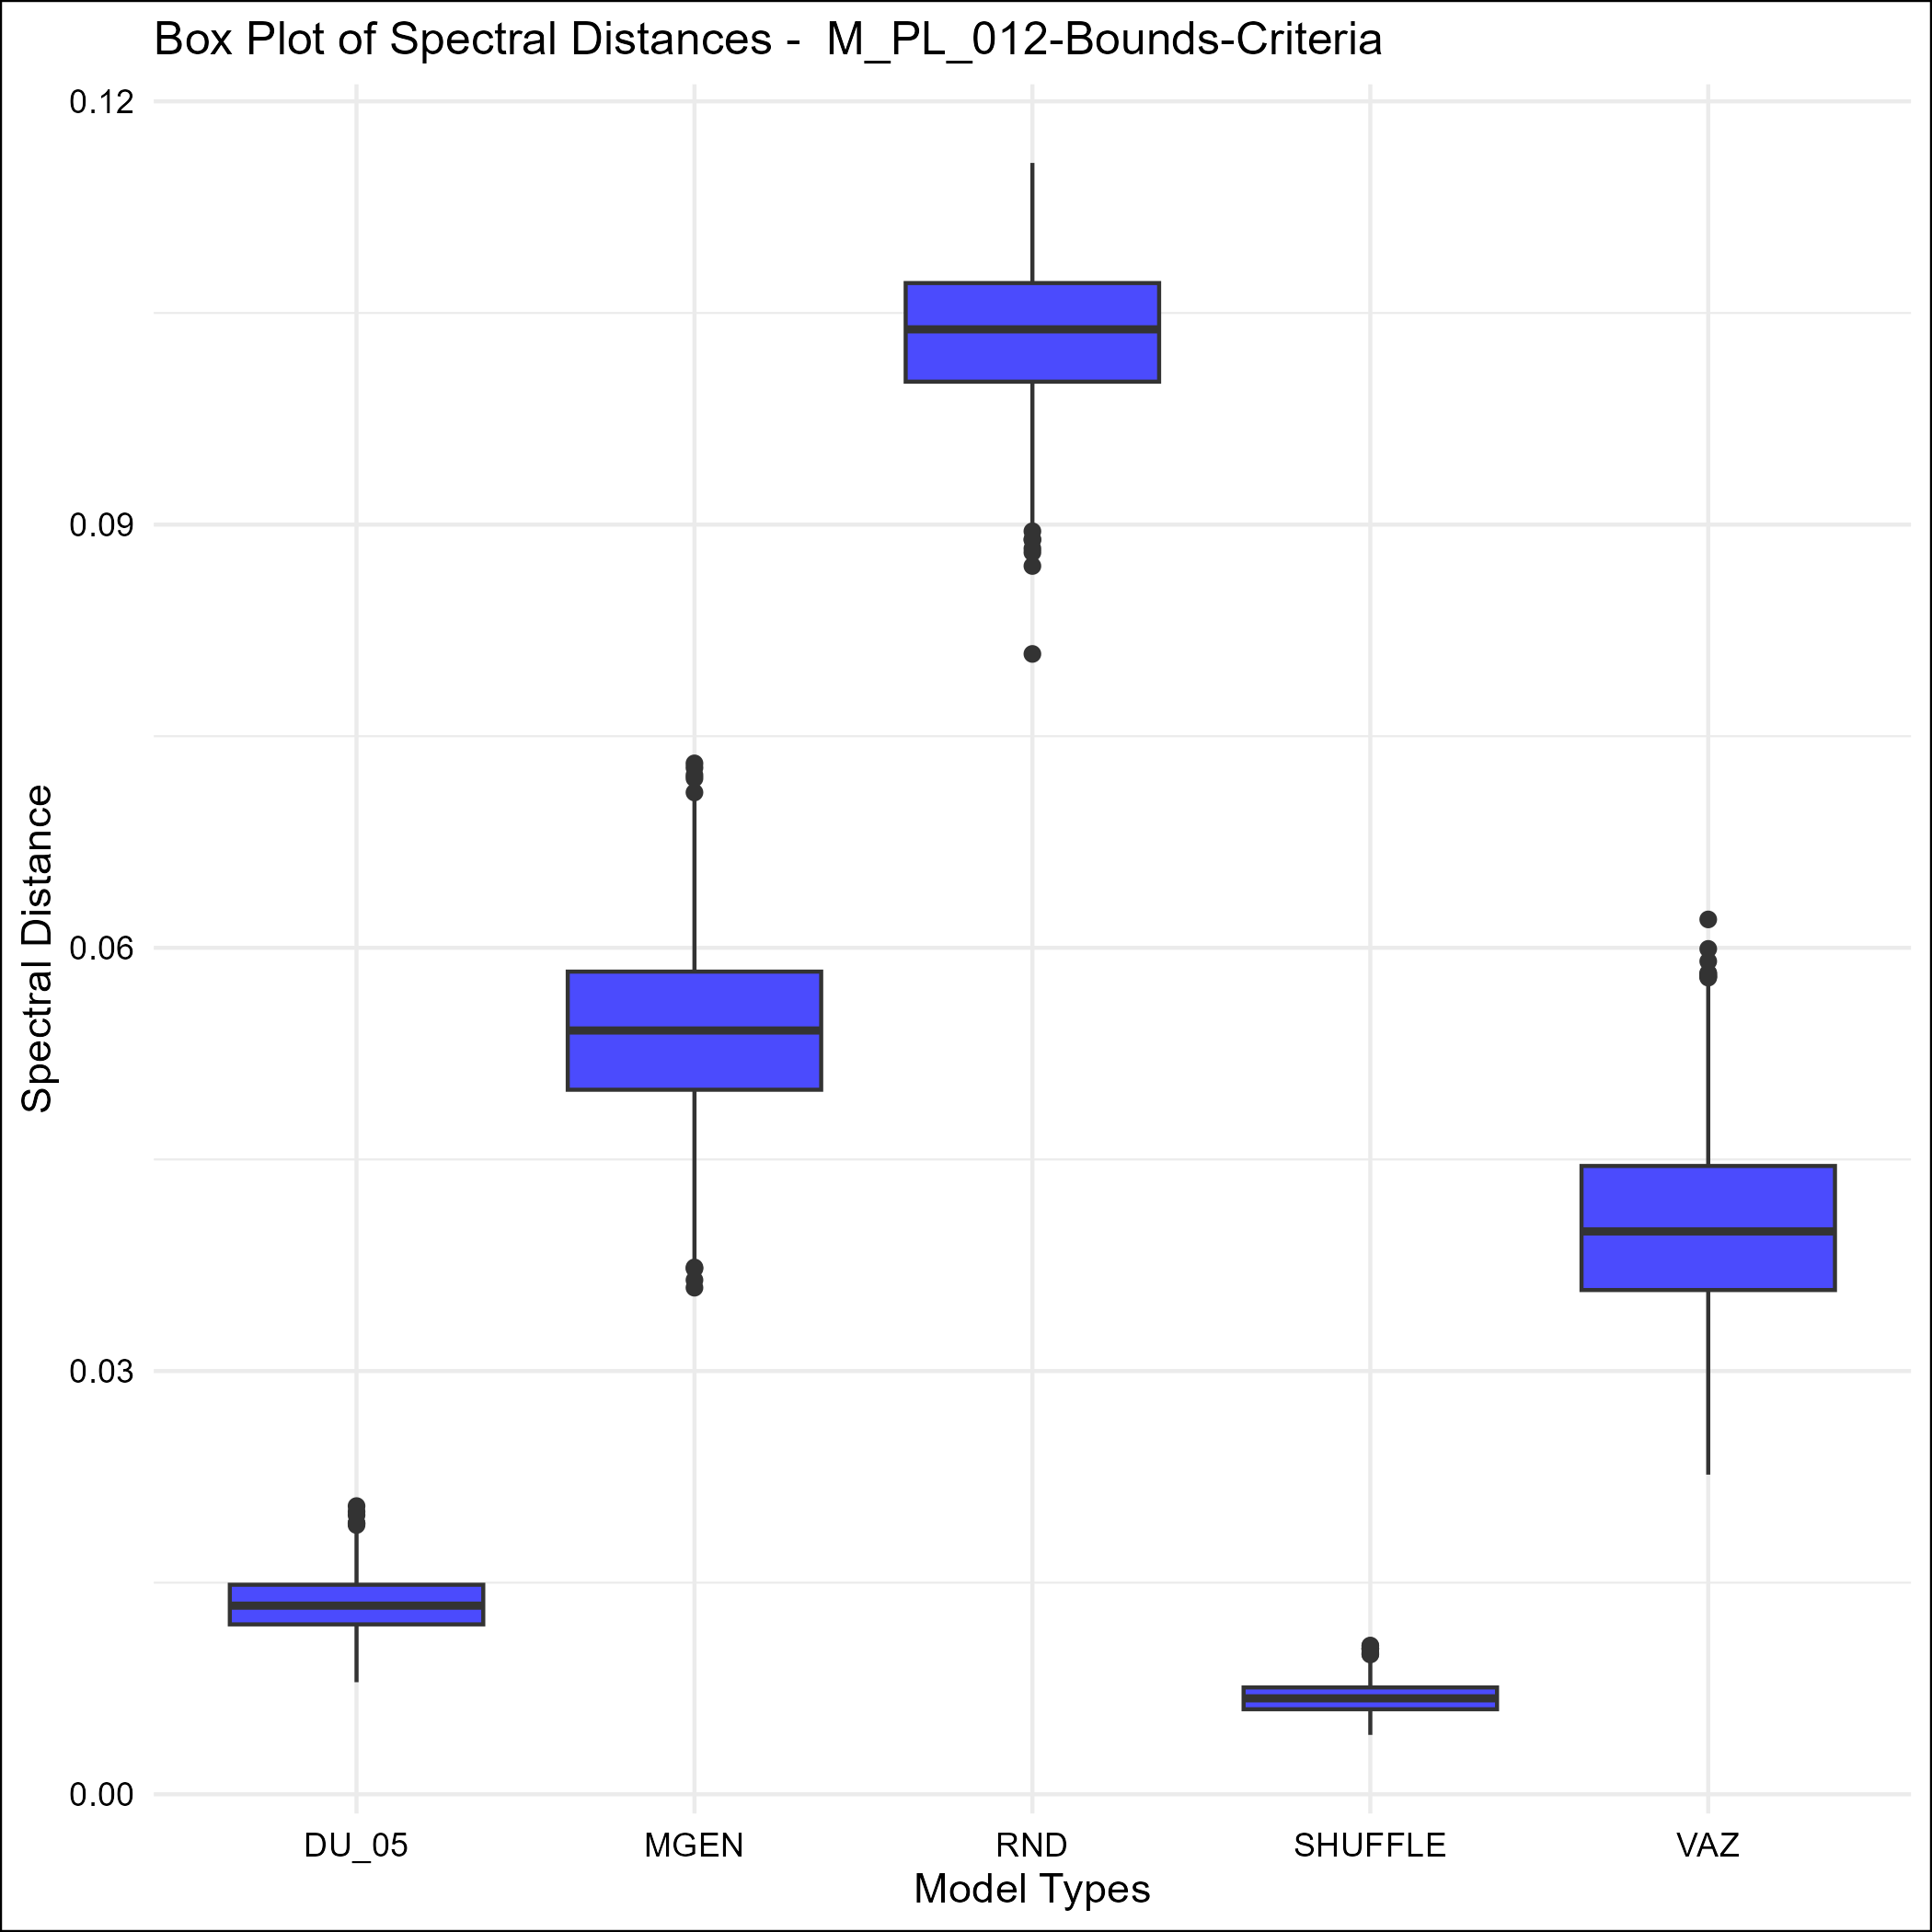 Box Plot of Spectral Distances -  M_PL_012-Bounds-Criteria
0.12
0.09
0.06
0.03
0.00
Spectral Distance
DU_05 MGEN RND SHUFFLE VAZ
Model Types